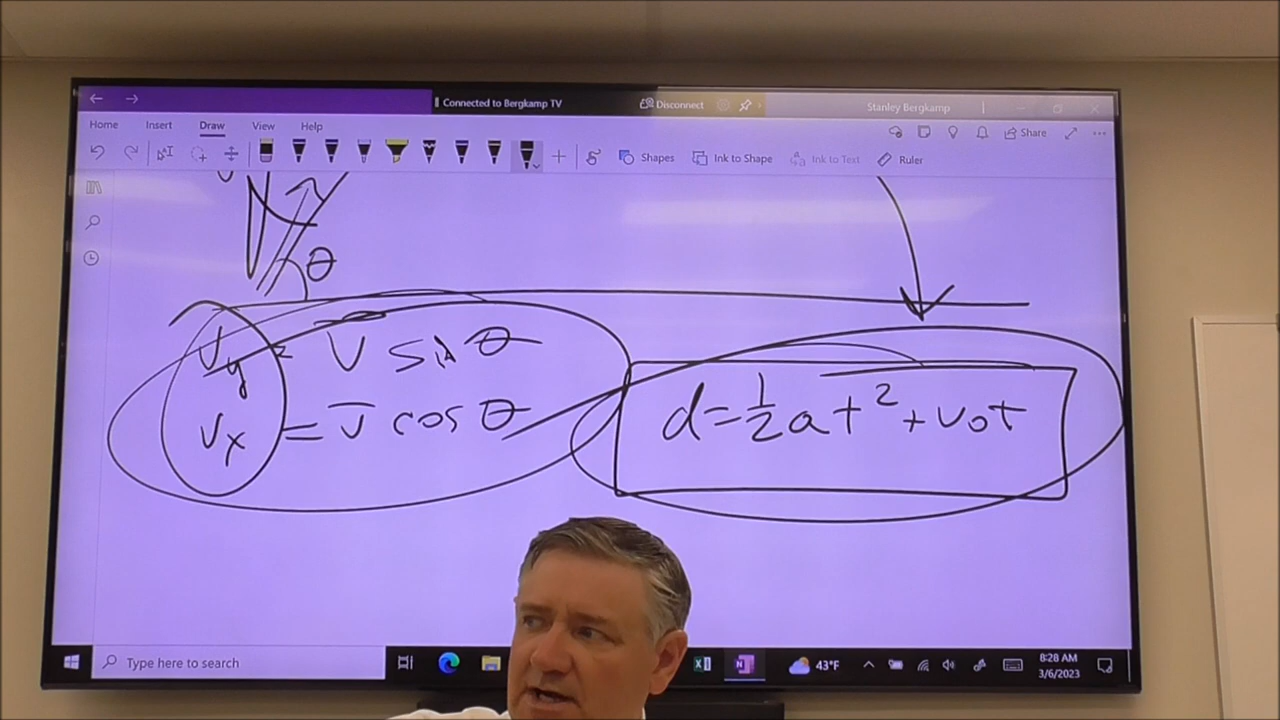 Connected to Bergkamp TV
Disconnect
Stanley Bergkamp
Home Insert Draw View Help
Share
Shapes Ink to Shape Ink to Text Ruler
θ
Vy = V sin θ
Vx = V cos θ
d=½at²+v₀t
Type here to search
43°F
8:28 AM
3/6/2023